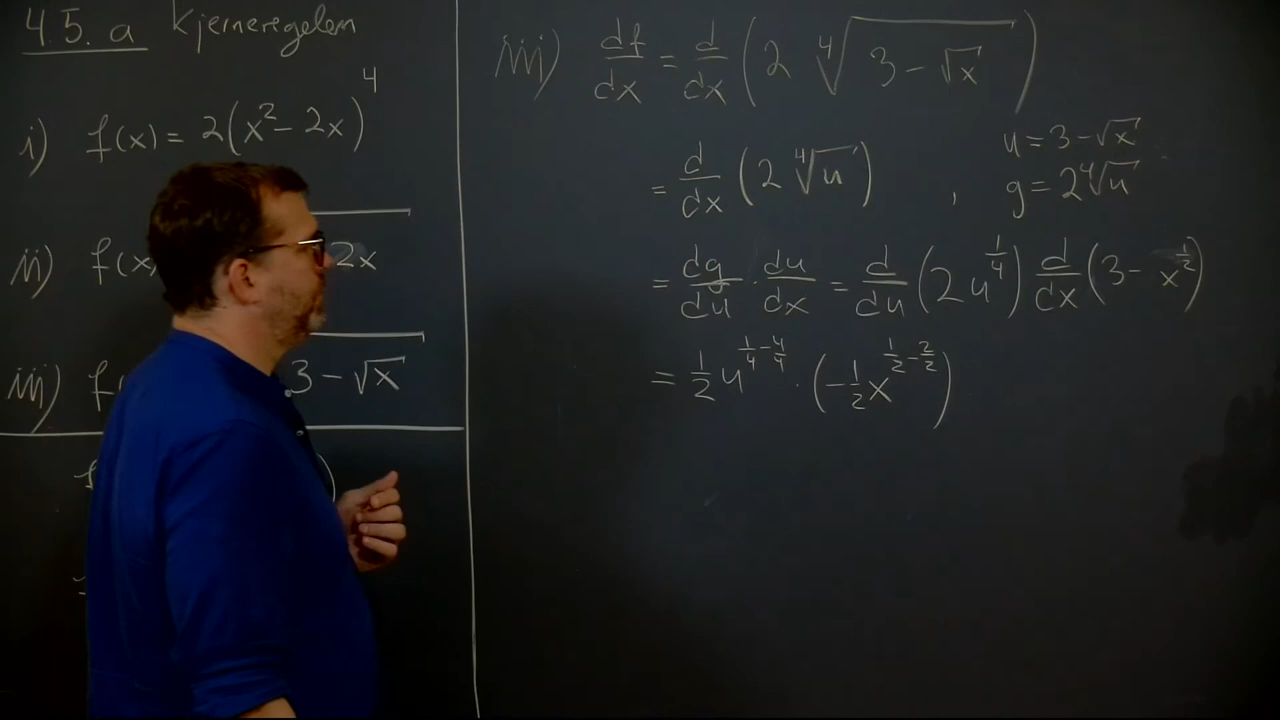 4.5. a Kjerneregelen
i) f(x) = 2(x² - 2x)⁴
ii) f(x) 2x
iii) f 3 - √x
iii) df/dx = d/dx (2 ⁴√(3 - √x))
= d/dx (2 ⁴√u) , u = 3 - √x
g = 2 ⁴√u
= dg/du · du/dx = d/du (2u^(1/4)) d/dx (3 - x^(1/2))
= 1/2 u^(1/4 - 4/4) · (-1/2 x^(1/2 - 2/2))